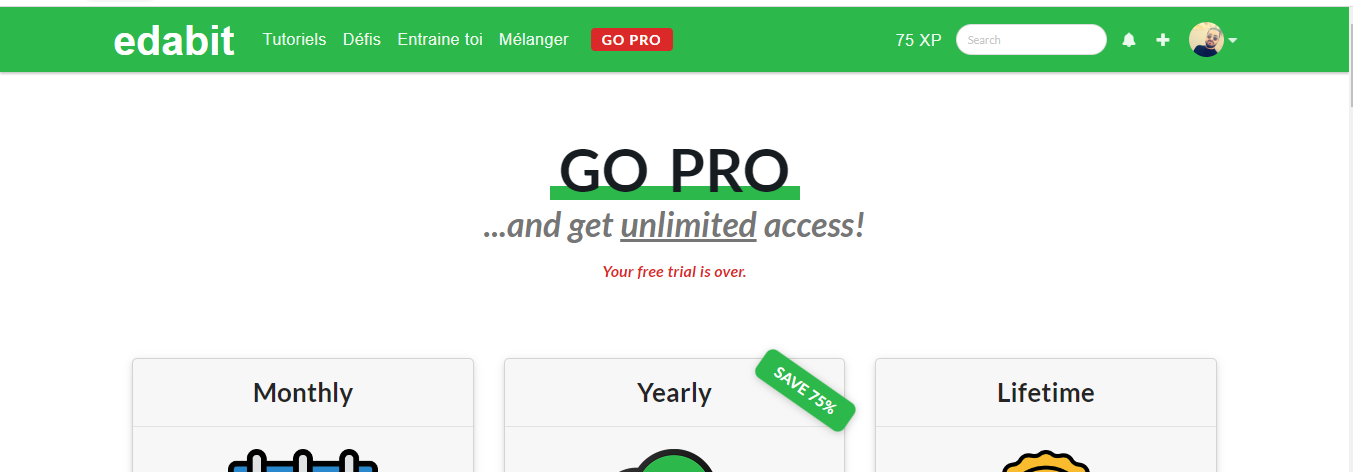 edabit Tutoriels Défis Entraine toi Mélanger GO PRO 75 XP Search
GO PRO
...and get unlimited access!
Your free trial is over.
Monthly Yearly SAVE 75% Lifetime